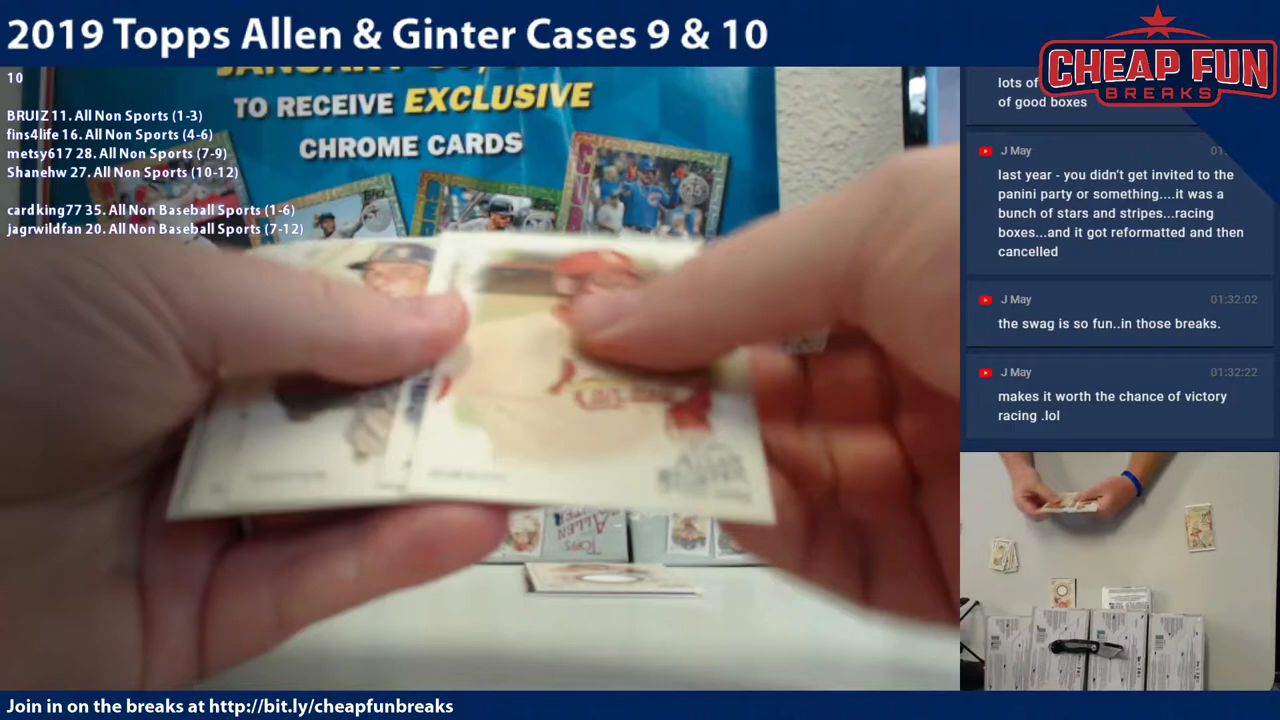 2019 Topps Allen & Ginter Cases 9 & 10
CHEAP FUN
BREAKS
10
BRUIZ 11. All Non Sports (1-3)
fins4life 16. All Non Sports (4-6)
metsy617 28. All Non Sports (7-9)
Shanehw 27. All Non Sports (10-12)
cardking77 35. All Non Baseball Sports (1-6)
jagrwildfan 20. All Non Baseball Sports (7-12)
TO RECEIVE EXCLUSIVE
CHROME CARDS
CUBS
Cardinals
TOPPS
ALLEN
lots of
of good boxes
J May
01:
last year - you didn't get invited to the
panini party or something....it was a
bunch of stars and stripes...racing
boxes...and it got reformatted and then
cancelled
J May 01:32:02
the swag is so fun..in those breaks.
J May 01:32:22
makes it worth the chance of victory
racing .lol
Join in on the breaks at http://bit.ly/cheapfunbreaks